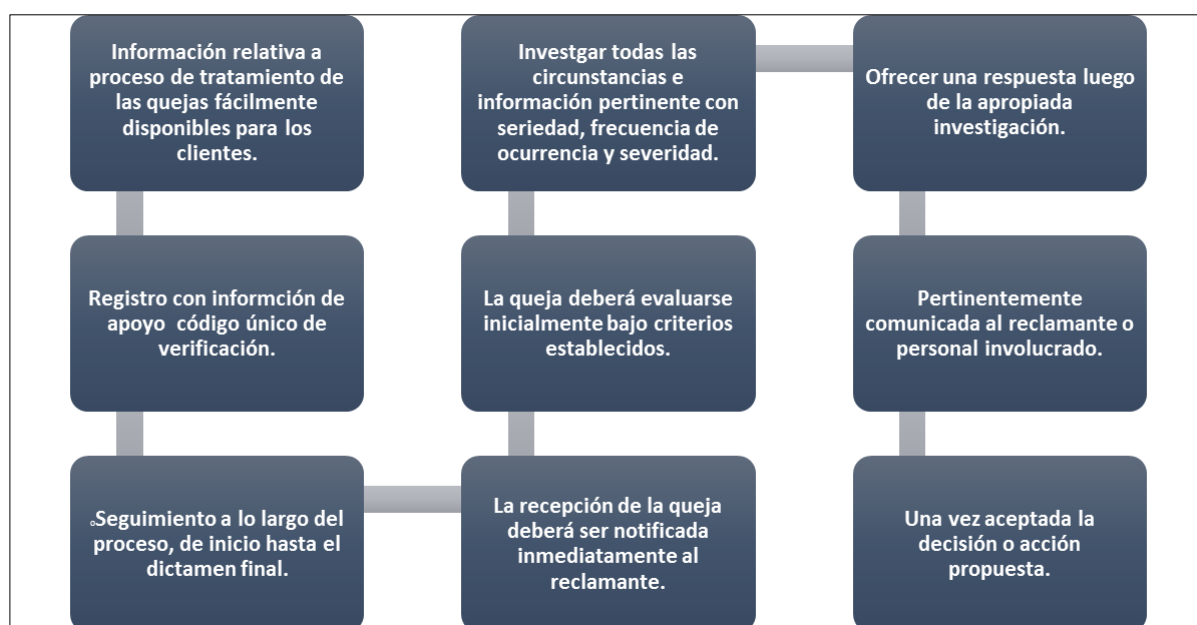 Información relativa a
proceso de tratamiento de
las quejas fácilmente
disponibles para los
clientes.
Registro con informción de
apoyo código único de
verificación.
Seguimiento a lo largo del
proceso, de inicio hasta el
dictamen final.
La recepción de la queja
deberá ser notificada
inmediatamente al
reclamante.
La queja deberá evaluarse
inicialmente bajo criterios
establecidos.
Investgar todas las
circunstancias e
información pertinente con
seriedad, frecuencia de
ocurrencia y severidad.
Ofrecer una respuesta luego
de la apropiada
investigación.
Pertinentemente
comunicada al reclamante o
personal involucrado.
Una vez aceptada la
decisión o acción
propuesta.